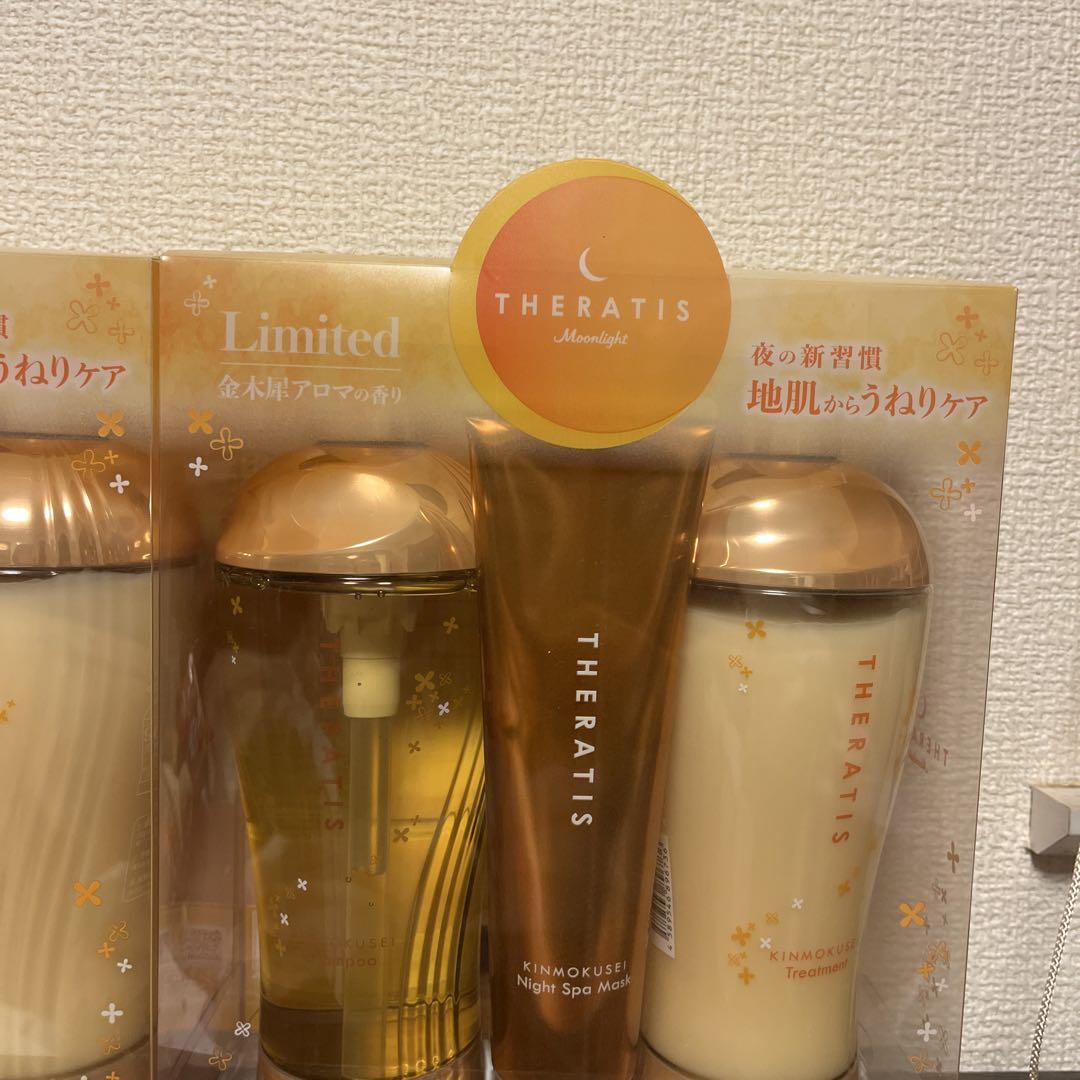 うねりケア
Limited
金木犀アロマの香り
THERATIS
Moonlight
夜の新習慣
地肌からうねりケア
THERATIS
THERATIS
KINMOKUSEI
Night Spa Mask
THERATIS
KINMOKUSEI
Treatment